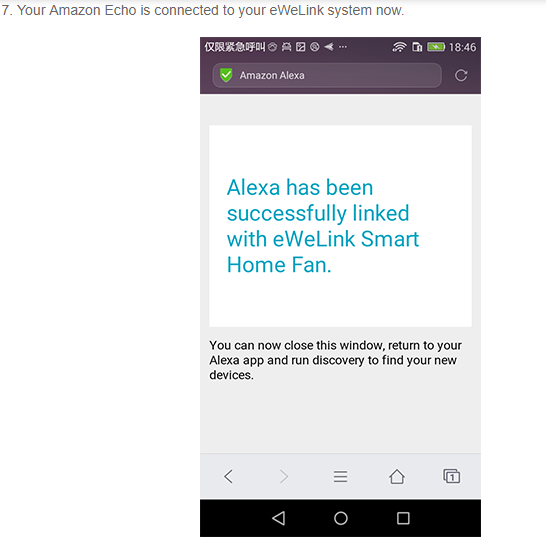 7. Your Amazon Echo is connected to your eWeLink system now.
仅限紧急呼叫 ... 18:46
Amazon Alexa
Alexa has been
successfully linked
with eWeLink Smart
Home Fan.
You can now close this window, return to your
Alexa app and run discovery to find your new
devices.
1